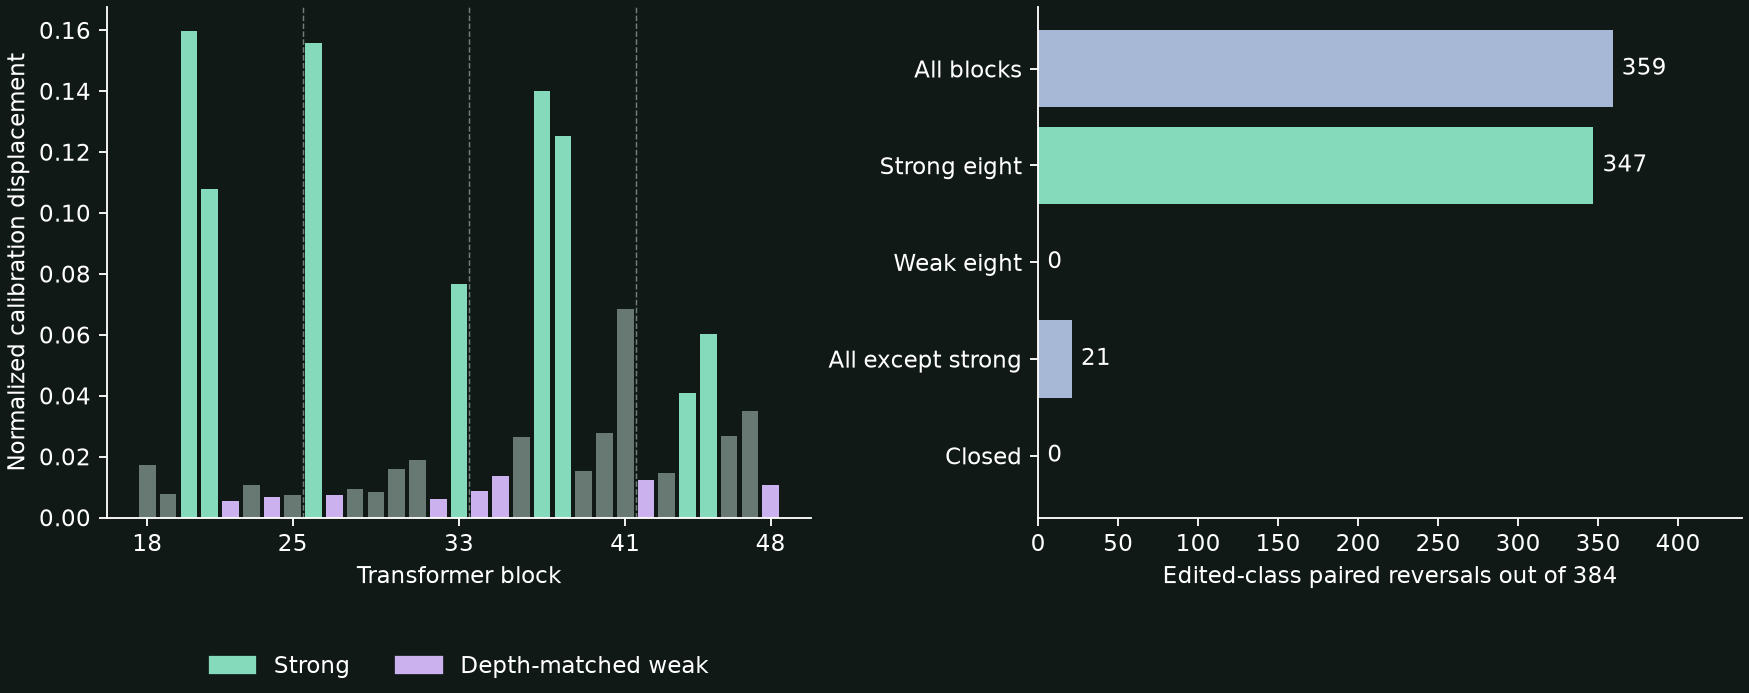 Normalized calibration displacement
0.16
0.14
0.12
0.10
0.08
0.06
0.04
0.02
0.00
18 25 33 41 48
Transformer block
Strong
Depth-matched weak
All blocks 359
Strong eight 347
Weak eight 0
All except strong 21
Closed 0
0 50 100 150 200 250 300 350 400
Edited-class paired reversals out of 384